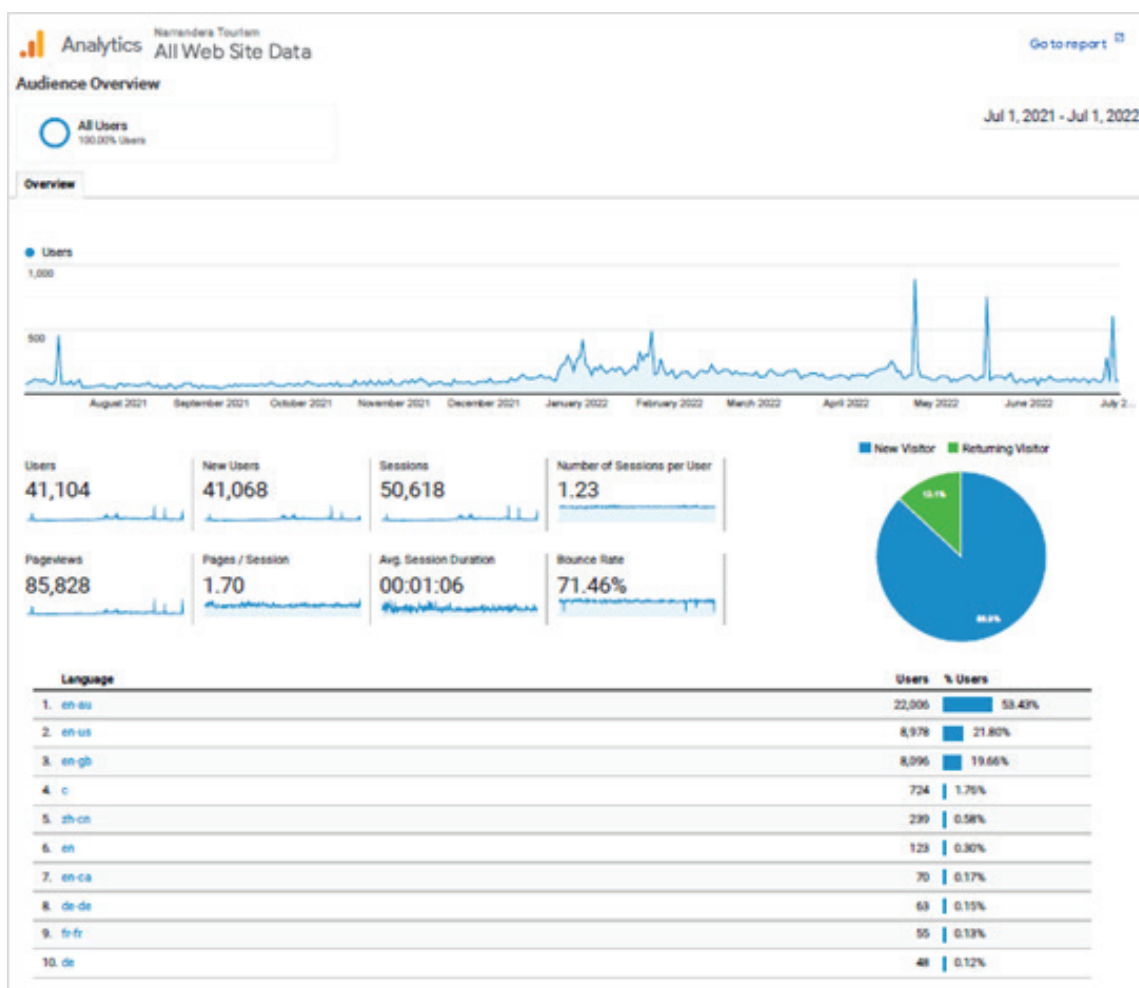 Analytics
Narrandera Tourism
All Web Site Data
Go to report
Audience Overview
All Users
100.00% Users
Jul 1, 2021 - Jul 1, 2022
Overview
Users
1,000
500
August 2021 September 2021 October 2021 November 2021 December 2021 January 2022 February 2022 March 2022 April 2022 May 2022 June 2022 July 2...
New Visitor Returning Visitor
Users New Users Sessions Number of Sessions per User
41,104 41,068 50,618 1.23
13.1%
Pageviews Pages / Session Avg. Session Duration Bounce Rate
85,828 1.70 00:01:06 71.46%
Language Users % Users
1. en-au 22,006 53.43%
2. en-us 8,978 21.80%
3. en-gb 8,096 19.66%
4. c 724 1.76%
5. zh-cn 239 0.58%
6. en 123 0.30%
7. en-ca 70 0.17%
8. de-de 63 0.15%
9. fr-fr 55 0.13%
10. de 48 0.12%